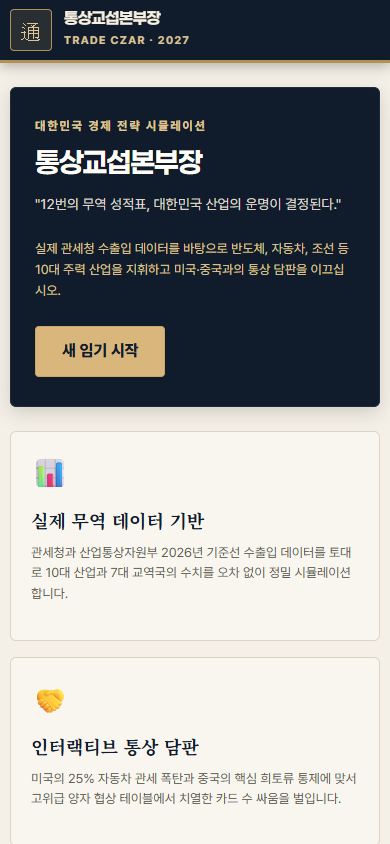 通
통상교섭본부장
TRADE CZAR · 2027
대한민국 경제 전략 시뮬레이션
통상교섭본부장
"12번의 무역 성적표, 대한민국 산업의 운명이 결정된다."
실제 관세청 수출입 데이터를 바탕으로 반도체, 자동차, 조선 등
10대 주력 산업을 지휘하고 미국·중국과의 통상 담판을 이끄십
시오.
새 임기 시작
실제 무역 데이터 기반
관세청과 산업통상자원부 2026년 기준선 수출입 데이터를 토대
로 10대 산업과 7대 교역국의 수치를 오차 없이 정밀 시뮬레이션
합니다.
인터랙티브 통상 담판
미국의 25% 자동차 관세 폭탄과 중국의 핵심 희토류 통제에 맞서
고위급 양자 협상 테이블에서 치열한 카드 수 싸움을 벌입니다.